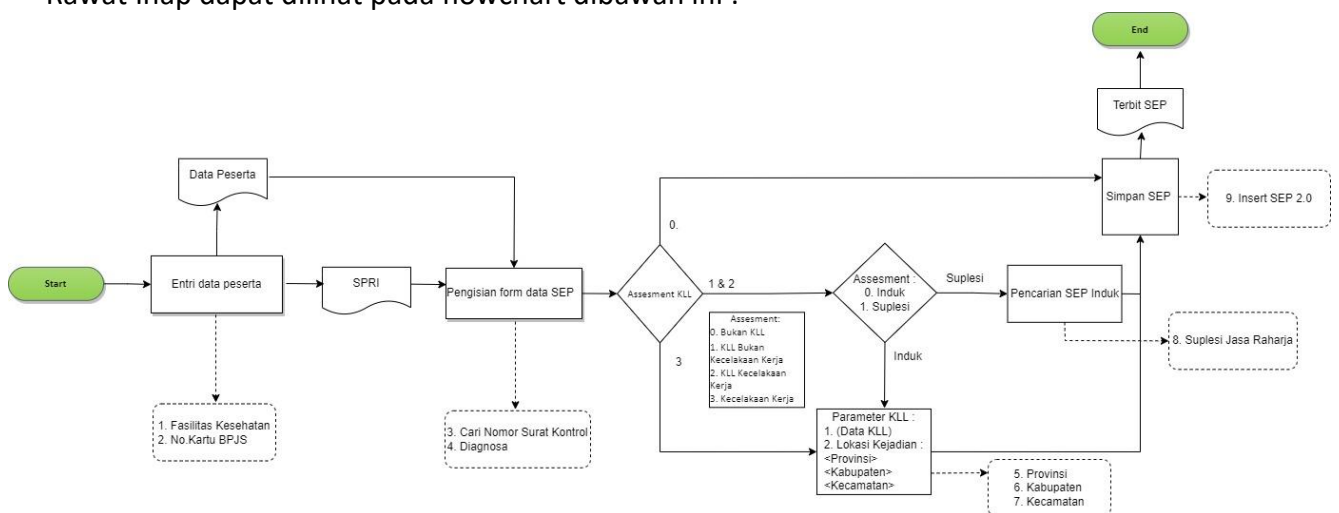 Rawat Inap dapat dilihat pada flowchart dibawah ini :
End
Terbit SEP
Data Peserta
Simpan SEP
9. Insert SEP 2.0
0.
Start
Entri data peserta
SPRI
Pengisian form data SEP
Assesment KLL
1 & 2
Assesment :
0. Induk
1. Suplesi
Suplesi
Pencarian SEP Induk
Assesment:
0. Bukan KLL
1. KLL Bukan
Kecelakaan Kerja
2. KLL Kecelakaan
Kerja
3. Kecelakaan Kerja
8. Suplesi Jasa Raharja
3
Induk
1. Fasilitas Kesehatan
2. No.Kartu BPJS
3. Cari Nomor Surat Kontrol
4. Diagnosa
Parameter KLL :
1. (Data KLL)
2. Lokasi Kejadian :
<Provinsi>
<Kabupaten>
<Kecamatan>
5. Provinsi
6. Kabupaten
7. Kecamatan